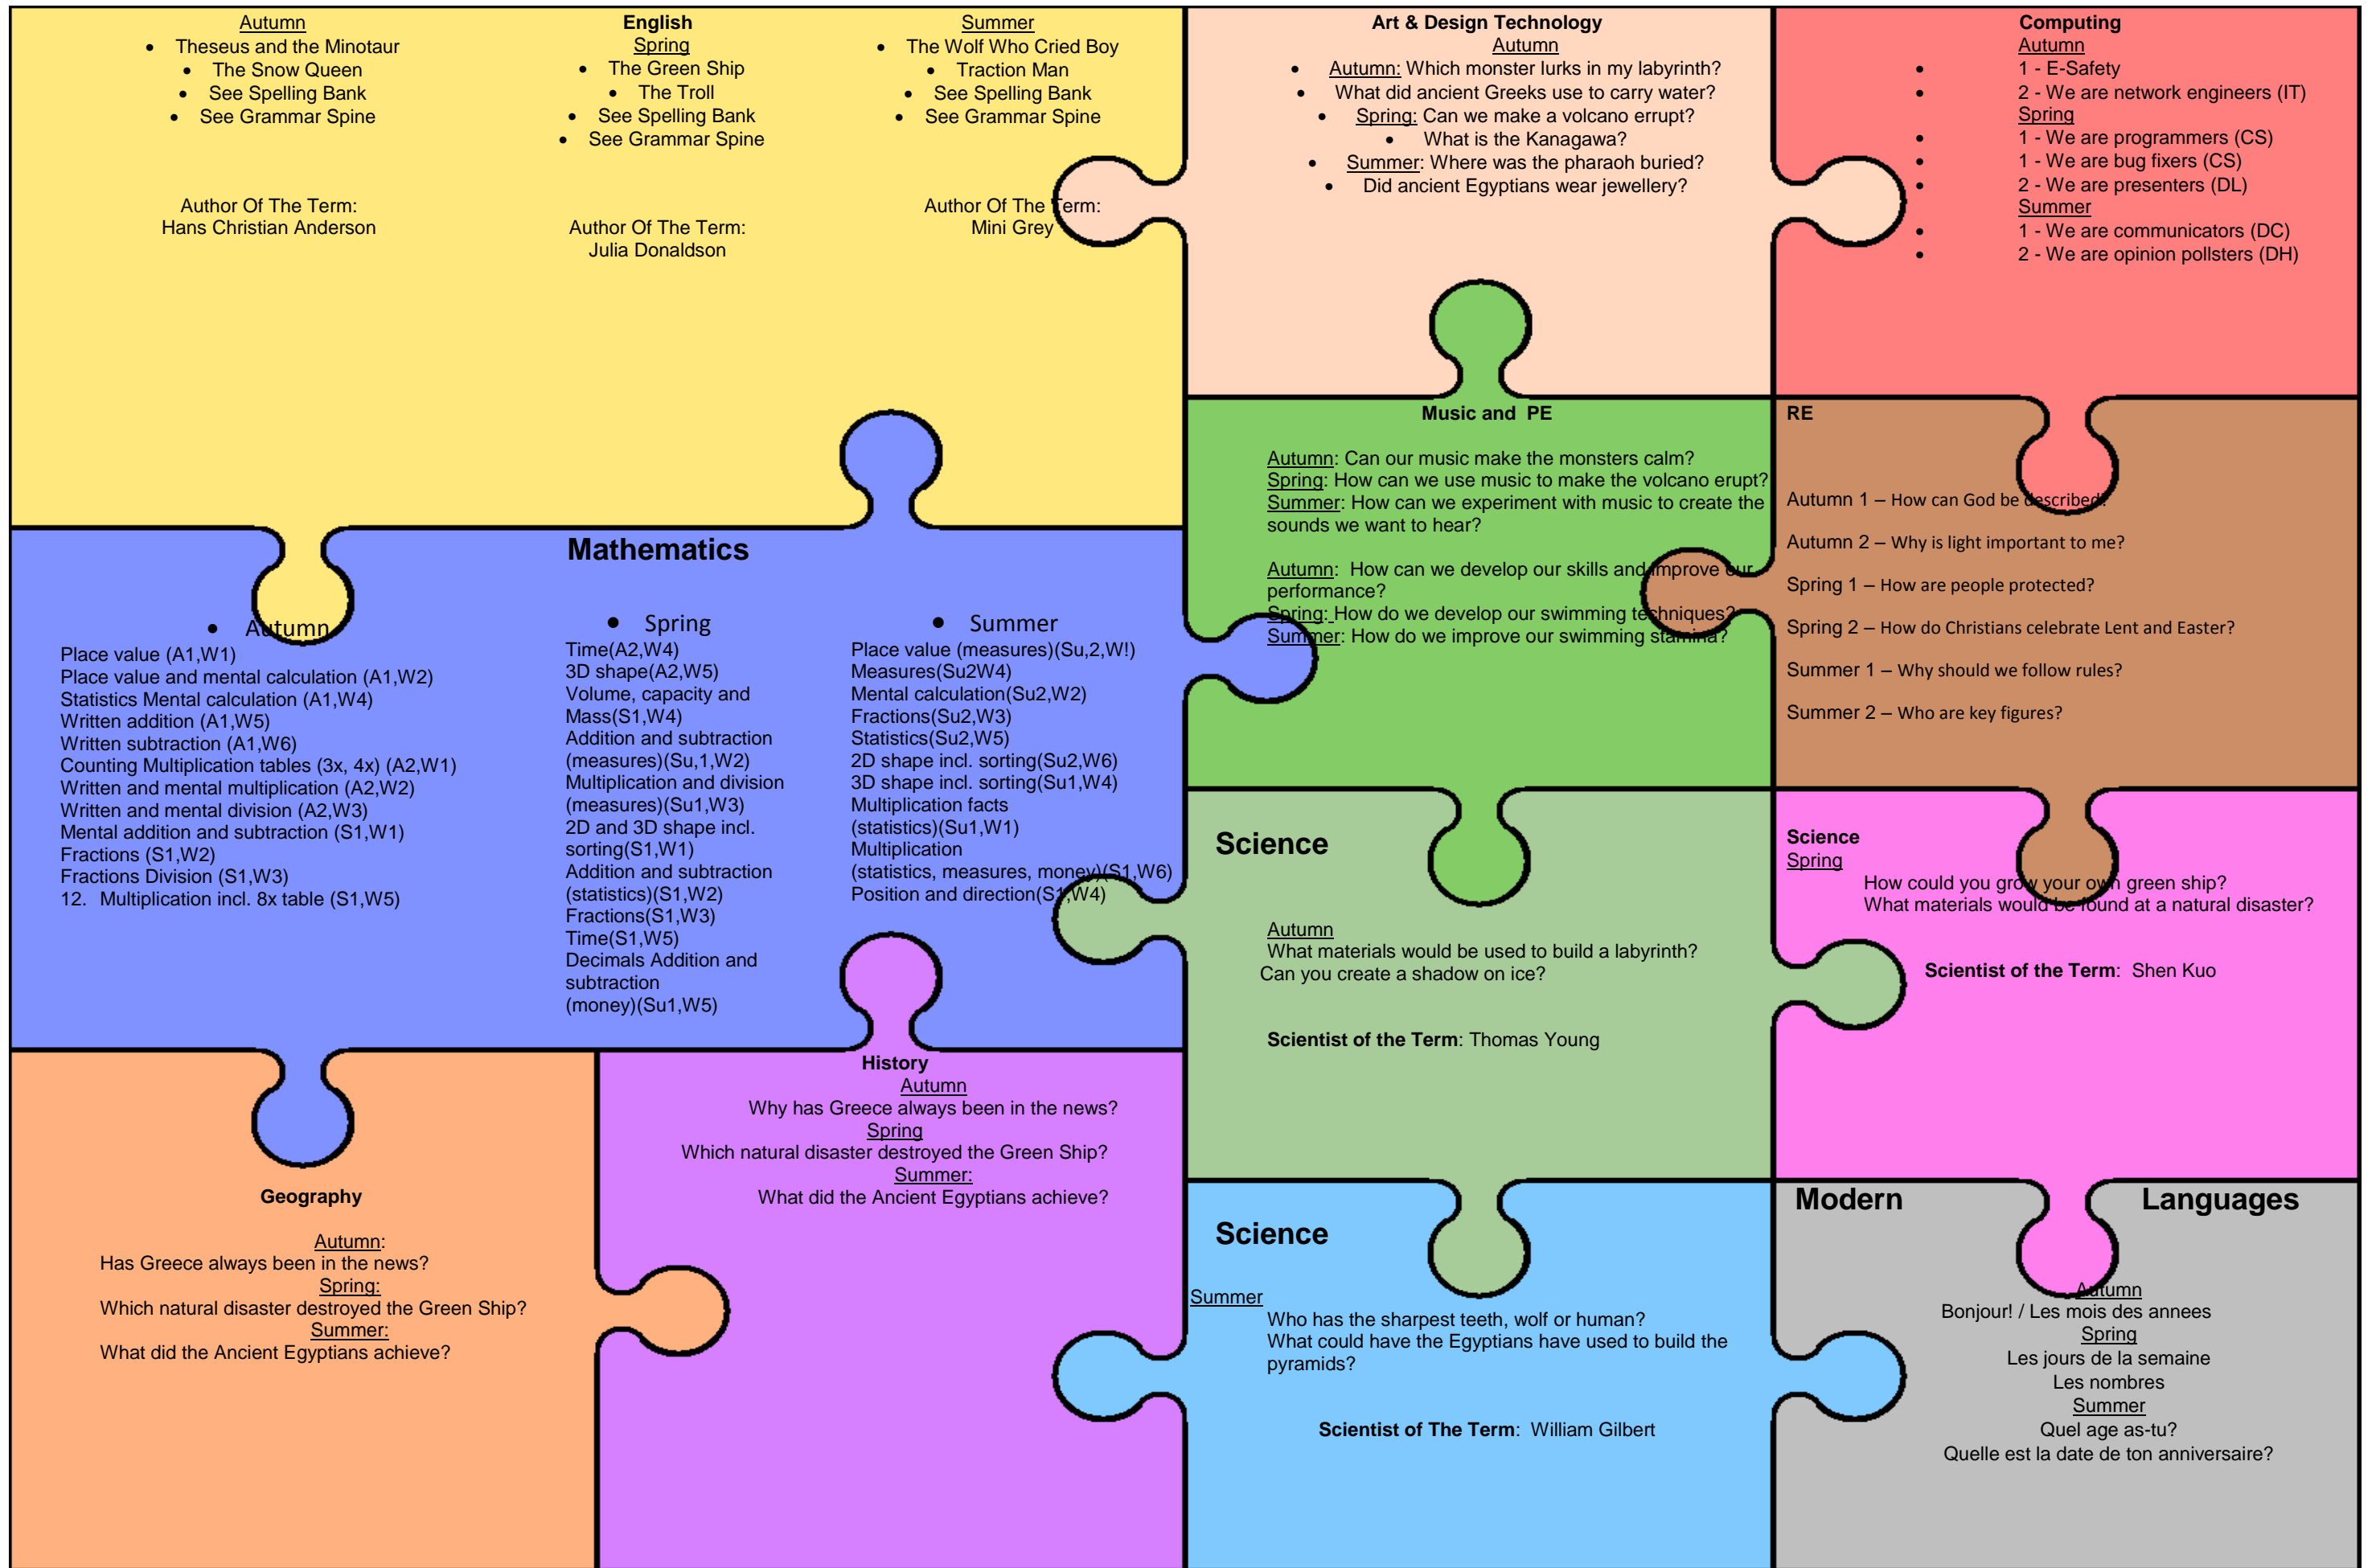 English
Autumn
Theseus and the Minotaur
The Snow Queen
See Spelling Bank
See Grammar Spine
Author Of The Term:
Hans Christian Anderson
Spring
The Green Ship
The Troll
See Spelling Bank
See Grammar Spine
Author Of The Term:
Julia Donaldson
Summer
The Wolf Who Cried Boy
Traction Man
See Spelling Bank
See Grammar Spine
Author Of The Term:
Mini Grey
Art & Design Technology
Autumn
Autumn: Which monster lurks in my labyrinth?
What did ancient Greeks use to carry water?
Spring: Can we make a volcano errupt?
What is the Kanagawa?
Summer: Where was the pharaoh buried?
Did ancient Egyptians wear jewellery?
Computing
Autumn
1 - E-Safety
2 - We are network engineers (IT)
Spring
1 - We are programmers (CS)
1 - We are bug fixers (CS)
2 - We are presenters (DL)
Summer
1 - We are communicators (DC)
2 - We are opinion pollsters (DH)
Music and PE
Autumn: Can our music make the monsters calm?
Spring: How can we use music to make the volcano erupt?
Summer: How can we experiment with music to create the
sounds we want to hear?
Autumn: How can we develop our skills and improve our
performance?
Spring: How do we develop our swimming techniques?
Summer: How do we improve our swimming stamina?
RE
Autumn 1 – How can God be described?
Autumn 2 – Why is light important to me?
Spring 1 – How are people protected?
Spring 2 – How do Christians celebrate Lent and Easter?
Summer 1 – Why should we follow rules?
Summer 2 – Who are key figures?
Mathematics
Autumn
Place value (A1,W1)
Place value and mental calculation (A1,W2)
Statistics Mental calculation (A1,W4)
Written addition (A1,W5)
Written subtraction (A1,W6)
Counting Multiplication tables (3x, 4x) (A2,W1)
Written and mental multiplication (A2,W2)
Written and mental division (A2,W3)
Mental addition and subtraction (S1,W1)
Fractions (S1,W2)
Fractions Division (S1,W3)
12. Multiplication incl. 8x table (S1,W5)
Spring
Time(A2,W4)
3D shape(A2,W5)
Volume, capacity and
Mass(S1,W4)
Addition and subtraction
(measures)(Su,1,W2)
Multiplication and division
(measures)(Su1,W3)
2D and 3D shape incl.
sorting(S1,W1)
Addition and subtraction
(statistics)(S1,W2)
Fractions(S1,W3)
Time(S1,W5)
Decimals Addition and
subtraction
(money)(Su1,W5)
Summer
Place value (measures)(Su,2,W!)
Measures(Su2W4)
Mental calculation(Su2,W2)
Fractions(Su2,W3)
Statistics(Su2,W5)
2D shape incl. sorting(Su2,W6)
3D shape incl. sorting(Su1,W4)
Multiplication facts
(statistics)(Su1,W1)
Multiplication
(statistics, measures, money)(S1,W6)
Position and direction(S1,W4)
Science
Autumn
What materials would be used to build a labyrinth?
Can you create a shadow on ice?
Scientist of the Term: Thomas Young
Science
Spring
How could you grow your own green ship?
What materials would be found at a natural disaster?
Scientist of the Term: Shen Kuo
Geography
Autumn:
Has Greece always been in the news?
Spring:
Which natural disaster destroyed the Green Ship?
Summer:
What did the Ancient Egyptians achieve?
History
Autumn
Why has Greece always been in the news?
Spring
Which natural disaster destroyed the Green Ship?
Summer:
What did the Ancient Egyptians achieve?
Science
Summer
Who has the sharpest teeth, wolf or human?
What could have the Egyptians have used to build the
pyramids?
Scientist of The Term: William Gilbert
Modern Languages
Autumn
Bonjour! / Les mois des annees
Spring
Les jours de la semaine
Les nombres
Summer
Quel age as-tu?
Quelle est la date de ton anniversaire?